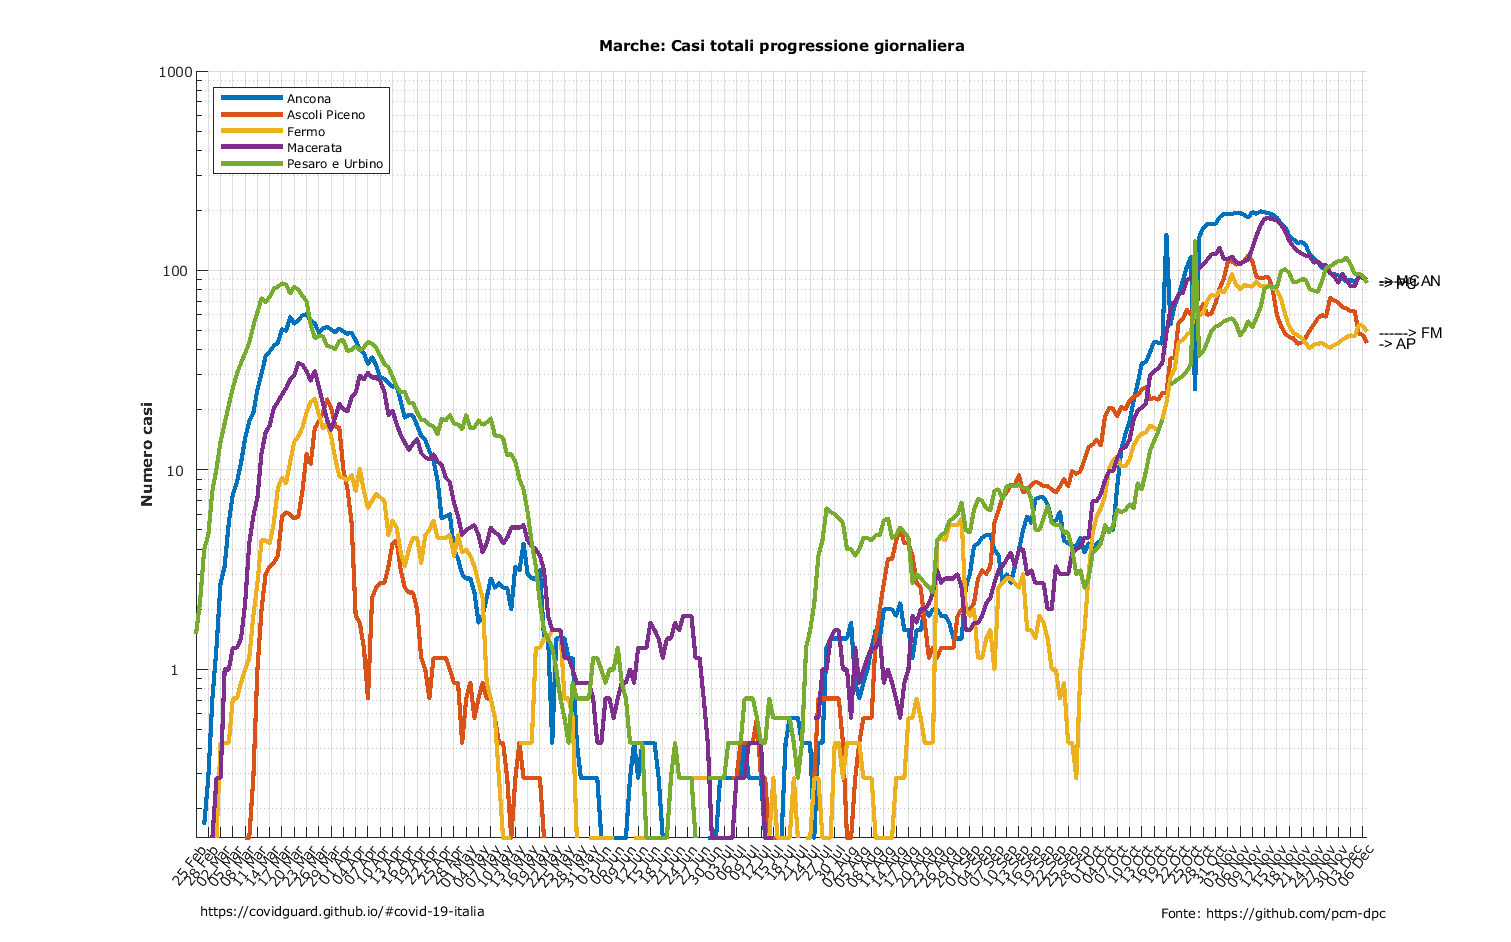 Marche: Casi totali progressione giornaliera
1000
100
10
1
Numero casi
Ancona
Ascoli Piceno
Fermo
Macerata
Pesaro e Urbino
------> FM
-> AP
25 Feb
28 Feb
02 Mar
05 Mar
08 Mar
11 Mar
14 Mar
17 Mar
20 Mar
23 Mar
26 Mar
29 Mar
01 Apr
04 Apr
07 Apr
10 Apr
13 Apr
16 Apr
19 Apr
22 Apr
25 Apr
28 Apr
01 May
04 May
07 May
10 May
13 May
16 May
19 May
22 May
25 May
28 May
31 May
03 Jun
06 Jun
09 Jun
12 Jun
15 Jun
18 Jun
21 Jun
24 Jun
27 Jun
30 Jun
03 Jul
06 Jul
09 Jul
12 Jul
15 Jul
18 Jul
21 Jul
24 Jul
27 Jul
30 Jul
02 Aug
05 Aug
08 Aug
11 Aug
14 Aug
17 Aug
20 Aug
23 Aug
26 Aug
29 Aug
01 Sep
04 Sep
07 Sep
10 Sep
13 Sep
16 Sep
19 Sep
22 Sep
25 Sep
28 Sep
01 Oct
04 Oct
07 Oct
10 Oct
13 Oct
16 Oct
19 Oct
22 Oct
25 Oct
28 Oct
31 Oct
03 Nov
06 Nov
09 Nov
12 Nov
15 Nov
18 Nov
21 Nov
24 Nov
27 Nov
30 Nov
03 Dec
06 Dec
https://covidguard.github.io/#covid-19-italia
Fonte: https://github.com/pcm-dpc